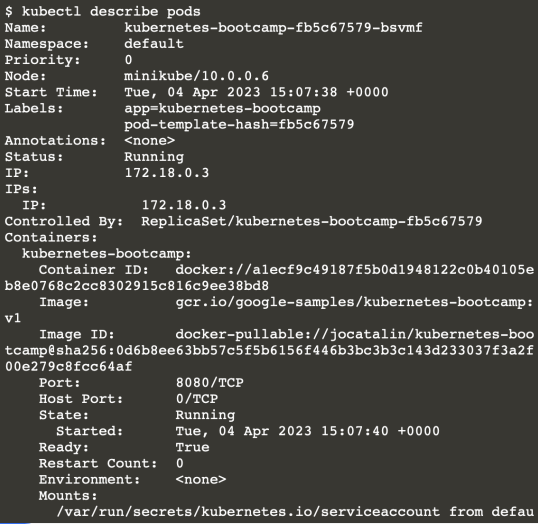 $ kubectl describe pods
Name:         kubernetes-bootcamp-fb5c67579-bsvmf
Namespace:    default
Priority:     0
Node:         minikube/10.0.0.6
Start Time:   Tue, 04 Apr 2023 15:07:38 +0000
Labels:       app=kubernetes-bootcamp
              pod-template-hash=fb5c67579
Annotations:  <none>
Status:       Running
IP:           172.18.0.3
IPs:
  IP:           172.18.0.3
Controlled By:  ReplicaSet/kubernetes-bootcamp-fb5c67579
Containers:
  kubernetes-bootcamp:
    Container ID:   docker://a1ecf9c49187f5b0d1948122c0b40105e
b8e0768c2cc8302915c816c9ee38bd8
    Image:          gcr.io/google-samples/kubernetes-bootcamp:
v1
    Image ID:       docker-pullable://jocatalin/kubernetes-boo
tcamp@sha256:0d6b8ee63bb57c5f5b6156f446b3bc3b3c143d233037f3a2f
00e279c8fcc64af
    Port:           8080/TCP
    Host Port:      0/TCP
    State:          Running
      Started:      Tue, 04 Apr 2023 15:07:40 +0000
    Ready:          True
    Restart Count:  0
    Environment:    <none>
    Mounts:
      /var/run/secrets/kubernetes.io/serviceaccount from defau